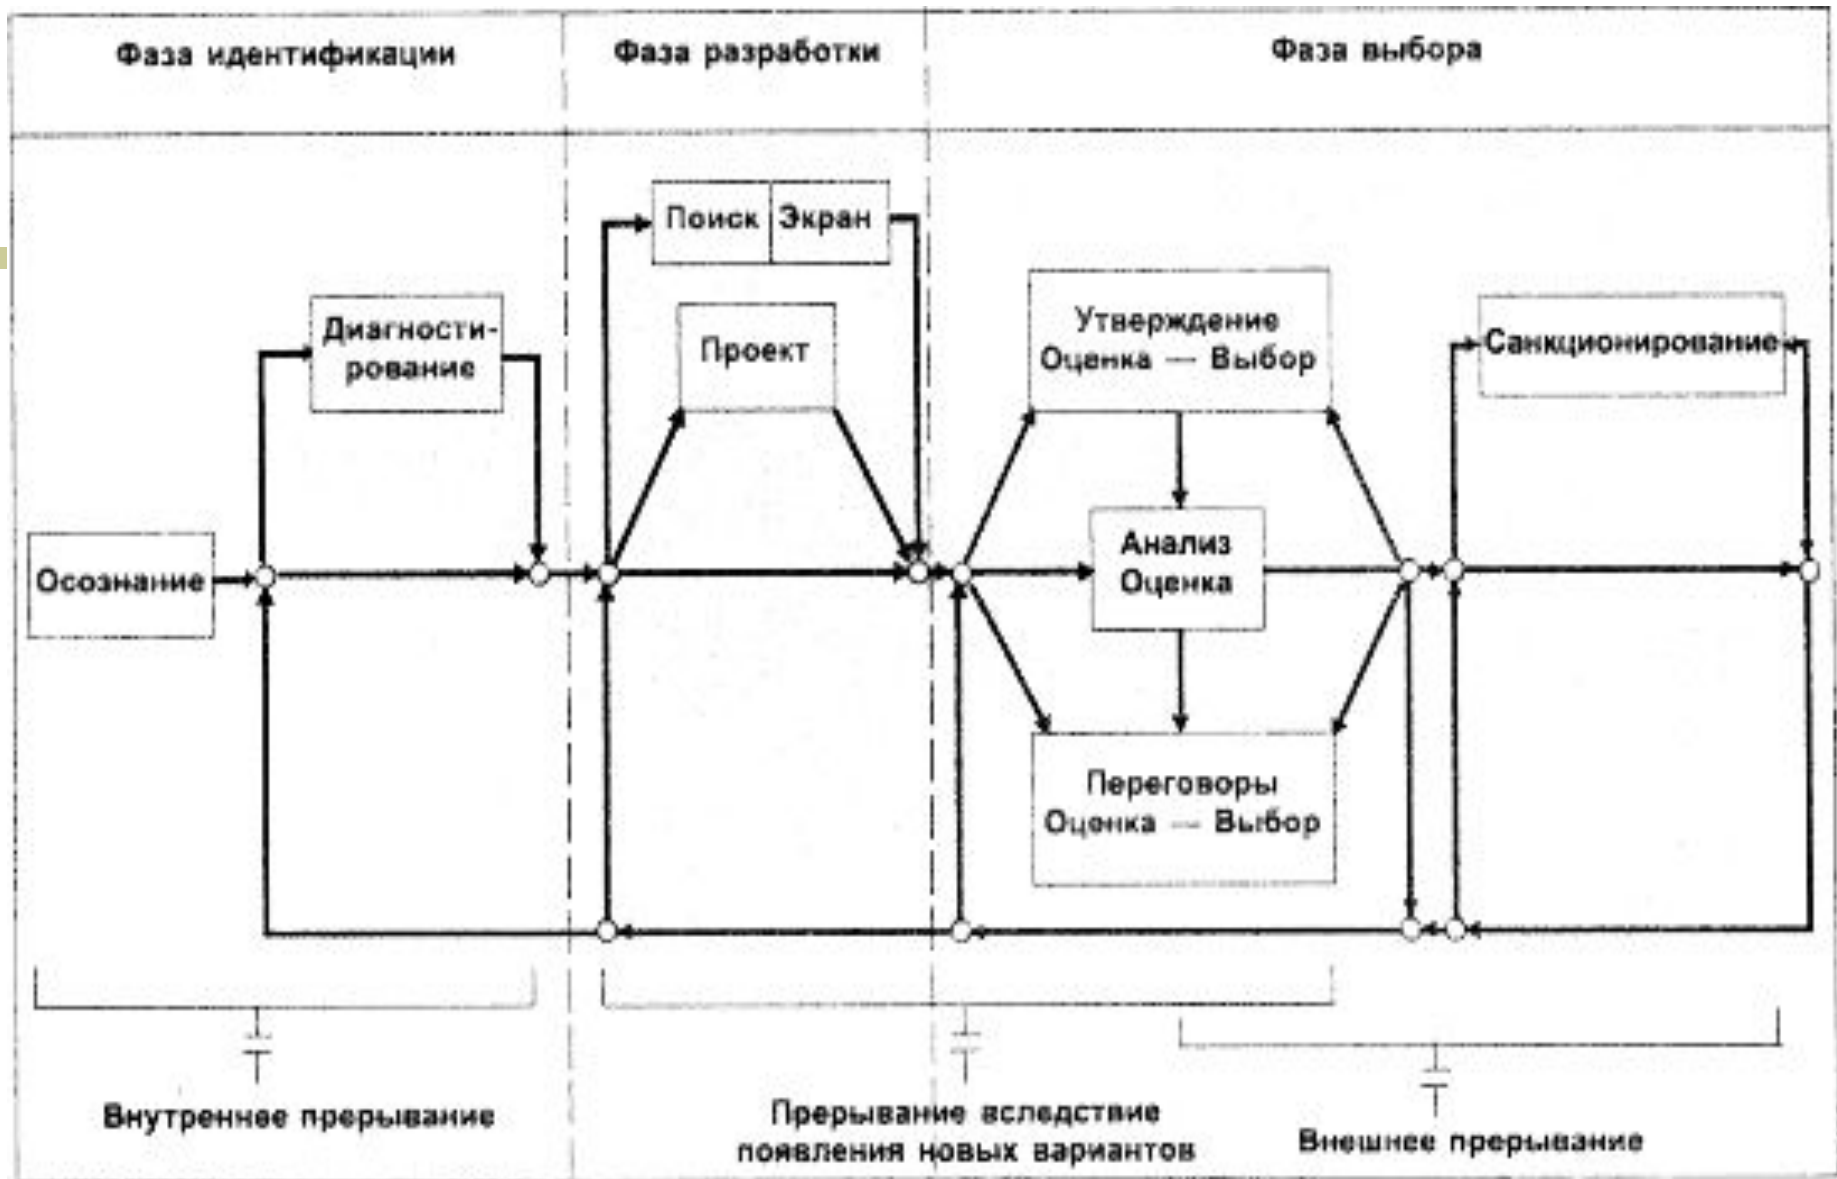 Фаза идентификации
Фаза разработки
Фаза выбора
Поиск
Экран
Диагности-
рование
Проект
Утверждение
Оценка — Выбор
Санкционирование
Осознание
Анализ
Оценка
Переговоры
Оценка — Выбор
Внутреннее прерывание
Прерывание вследствие
появления новых вариантов
Внешнее прерывание